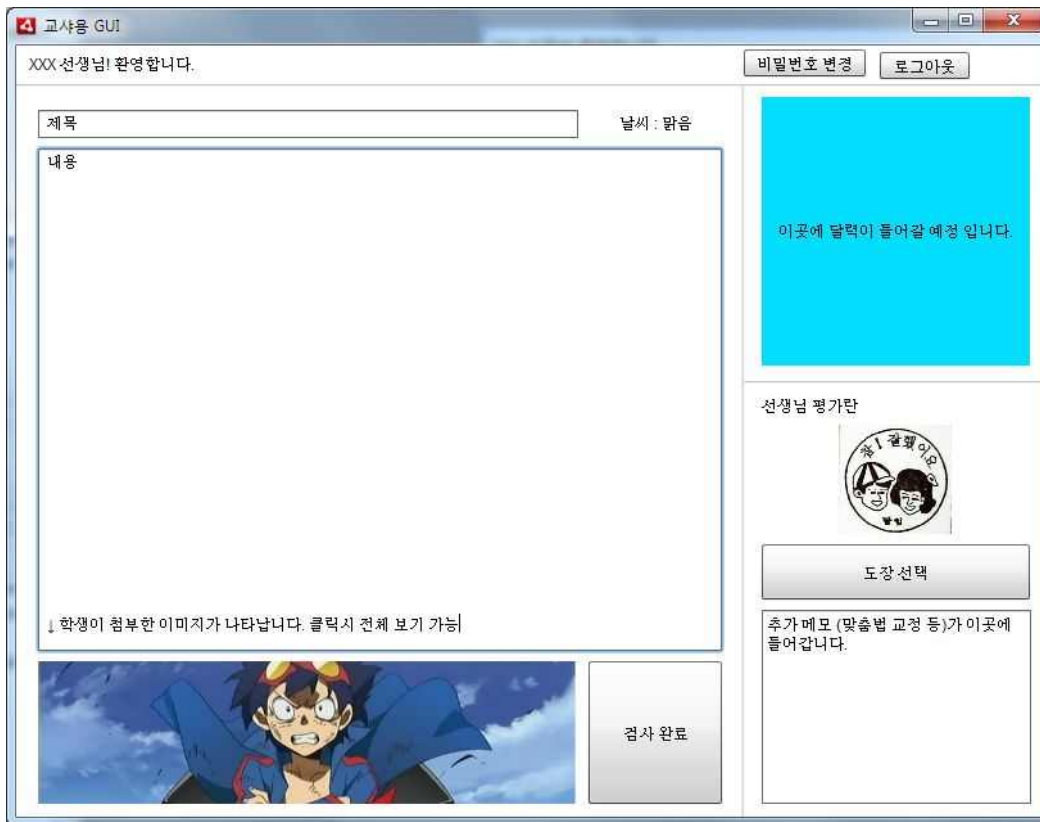 교샤용 GUI
XXX 선생님! 환영합니다.
비밀번호 변경
로그아웃
제목
날씨 : 맑음
내용
이곳에 달력이 들어갈 예정 입니다.
선생님 평가란
참! 잘했어요
도장 선택
↓ 학생이 첨부한 이미지가 나타납니다. 클릭시 전체 보기 가능
추가 메모 (맞춤법 교정 등)가 이곳에
들어갑니다.
검사 완료